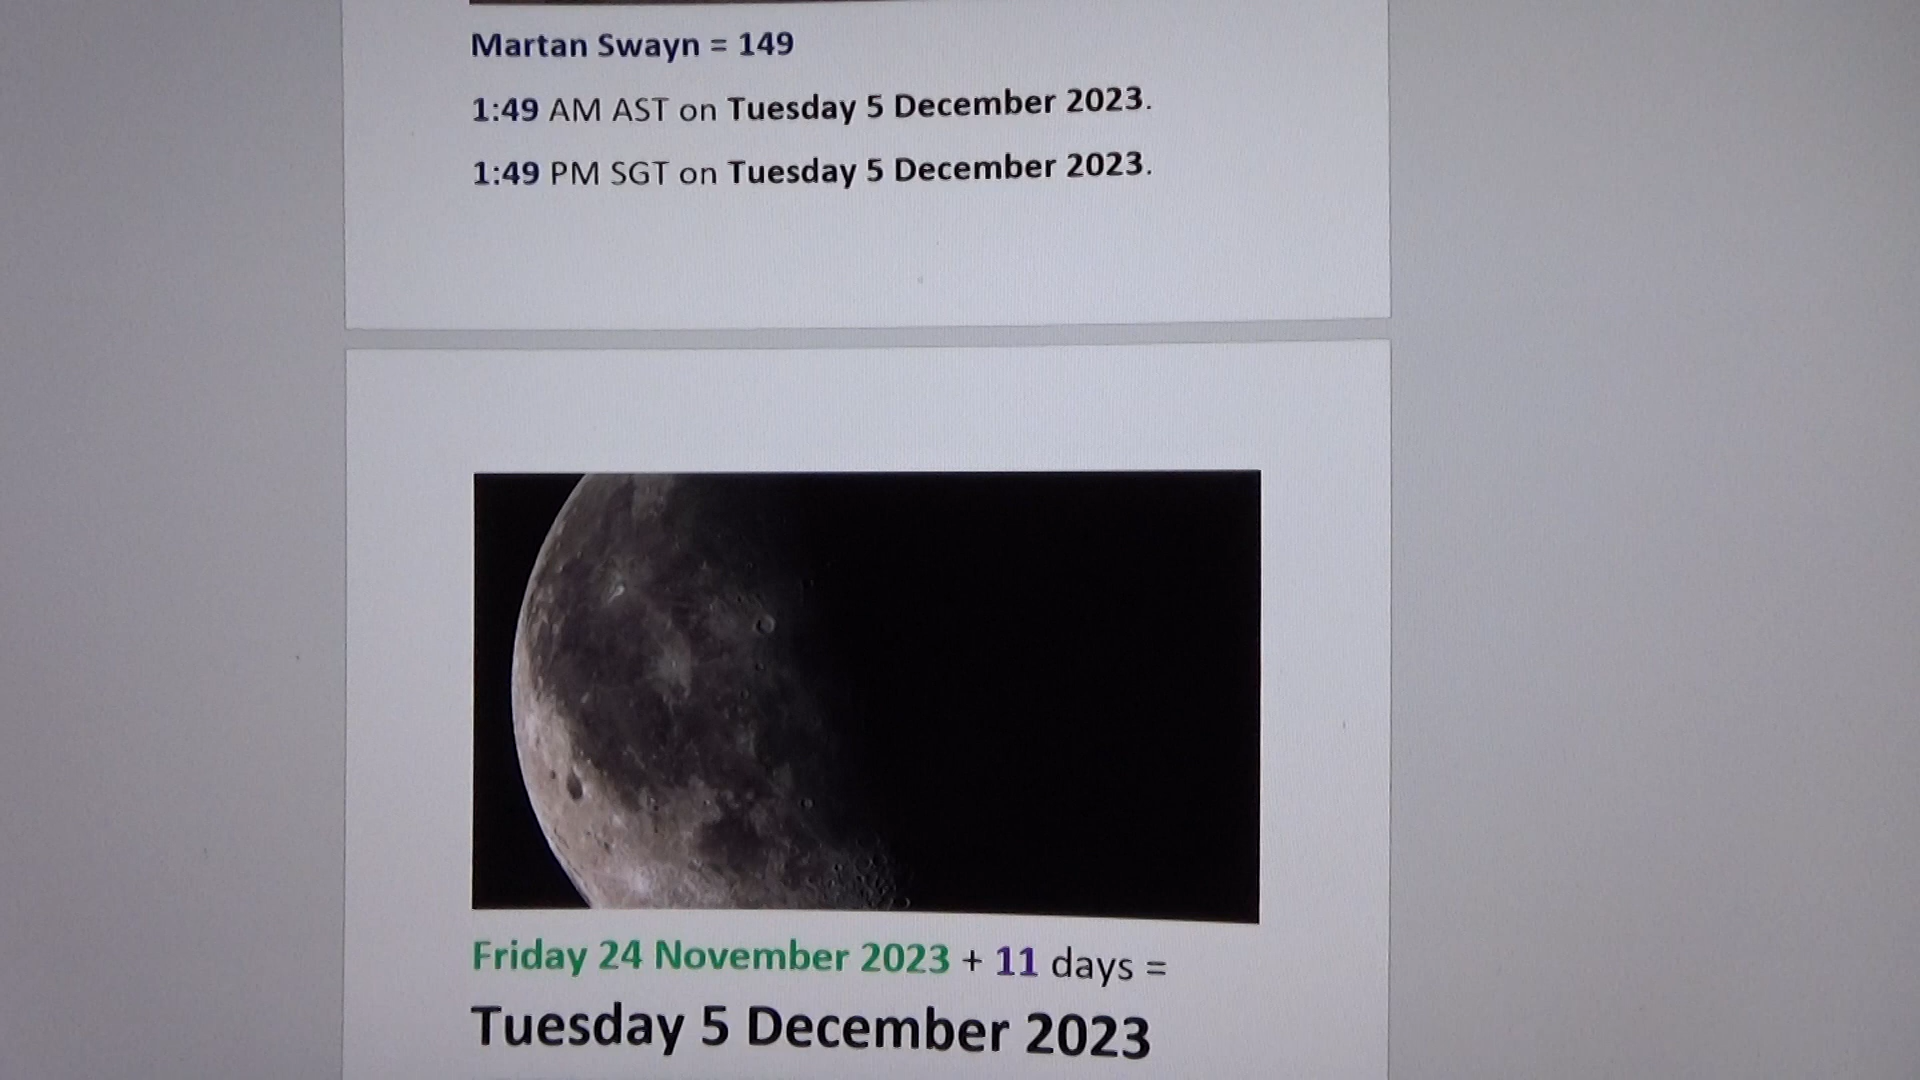 Martan Swayn = 149
1:49 AM AST on Tuesday 5 December 2023.
1:49 PM SGT on Tuesday 5 December 2023.
Friday 24 November 2023 + 11 days =
Tuesday 5 December 2023